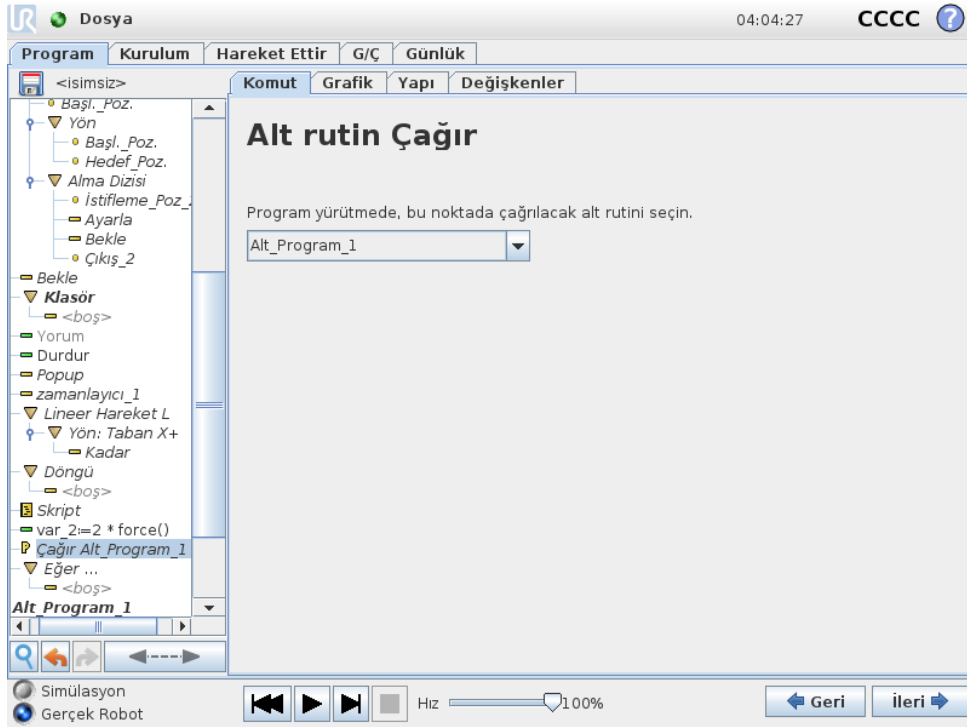 UR Dosya 04:04:27 CCCC ?
Program Kurulum Hareket Ettir G/Ç Günlük
<isimsiz>
Komut Grafik Yapı Değişkenler
Başl._Poz.
Yön
Başl._Poz.
Hedef_Poz.
Alma Dizisi
İstifleme_Poz_
Ayarla
Bekle
Çıkış_2
Bekle
Klasör
<boş>
Yorum
Durdur
Popup
zamanlayıcı_1
Lineer Hareket L
Yön: Taban X+
Kadar
Döngü
<boş>
Skript
var_2:=2 * force()
Çağır Alt_Program_1
Eğer ...
<boş>
Alt_Program_1
Alt rutin Çağır
Program yürütmede, bu noktada çağrılacak alt rutini seçin.
Alt_Program_1
Simülasyon
Gerçek Robot
Hız 100%
Geri İleri